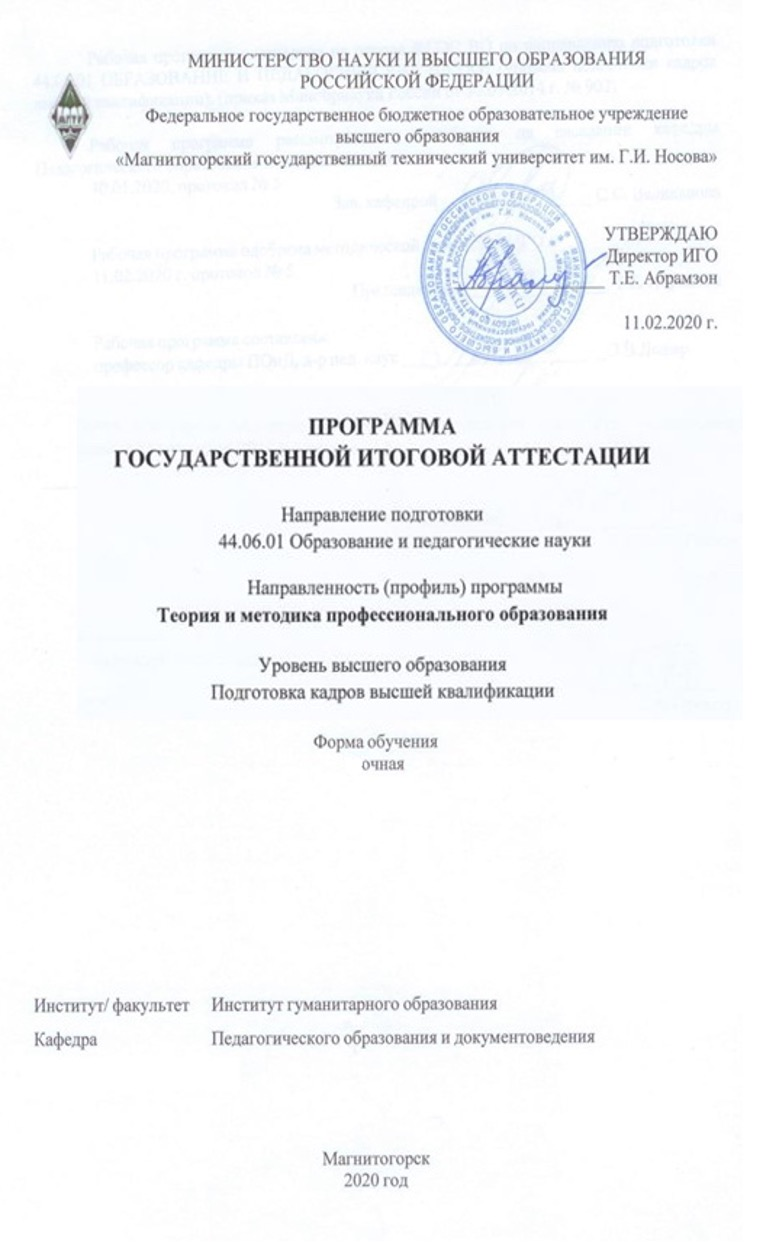 МИНИСТЕРСТВО НАУКИ И ВЫСШЕГО ОБРАЗОВАНИЯ
РОССИЙСКОЙ ФЕДЕРАЦИИ
Федеральное государственное бюджетное образовательное учреждение
высшего образования
«Магнитогорский государственный технический университет им. Г.И. Носова»
УТВЕРЖДАЮ
Директор ИГО
Т.Е. Абрамзон
11.02.2020 г.
ПРОГРАММА
ГОСУДАРСТВЕННОЙ ИТОГОВОЙ АТТЕСТАЦИИ
Направление подготовки
44.06.01 Образование и педагогические науки
Направленность (профиль) программы
Теория и методика профессионального образования
Уровень высшего образования
Подготовка кадров высшей квалификации
Форма обучения
очная
Институт/ факультет Институт гуманитарного образования
Кафедра Педагогического образования и документоведения
Магнитогорск
2020 год